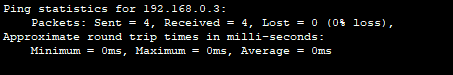 Ping statistics for 192.168.0.3:
Packets: Sent = 4, Received = 4, Lost = 0 (0% loss),
Approximate round trip times in milli-seconds:
Minimum = 0ms, Maximum = 0ms, Average = 0ms